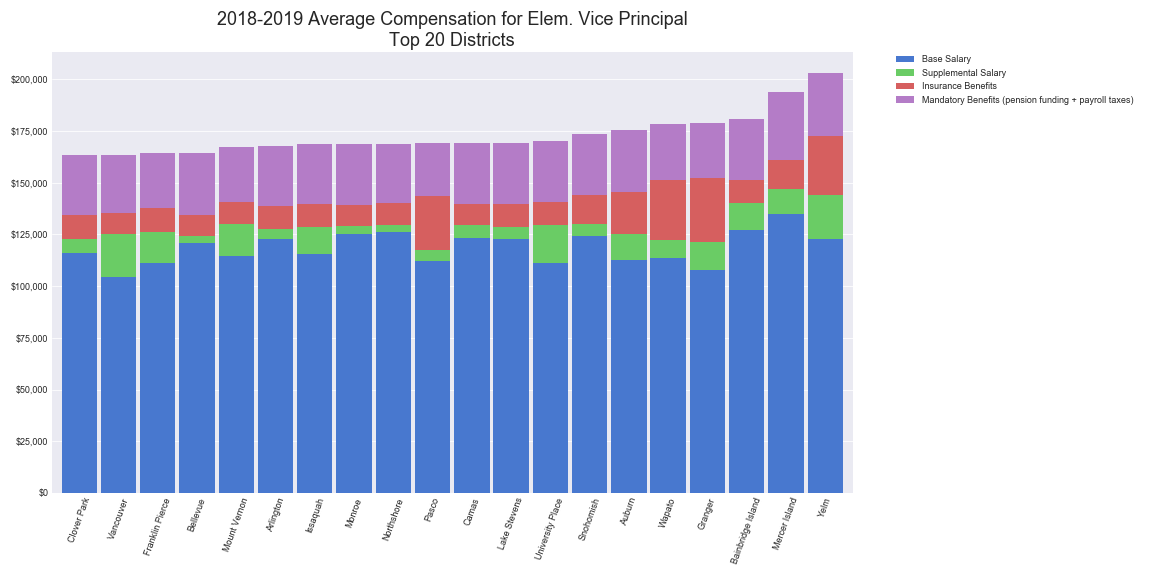 2018-2019 Average Compensation for Elem. Vice Principal
Top 20 Districts
Base Salary
Supplemental Salary
Insurance Benefits
Mandatory Benefits (pension funding + payroll taxes)
$200,000
$175,000
$150,000
$125,000
$100,000
$75,000
$50,000
$25,000
$0
Clover Park
Vancouver
Franklin Pierce
Bellevue
Mount Vernon
Arlington
Issaquah
Monroe
Northshore
Pasco
Camas
Lake Stevens
University Place
Snohomish
Auburn
Wapato
Granger
Bainbridge Island
Mercer Island
Yelm